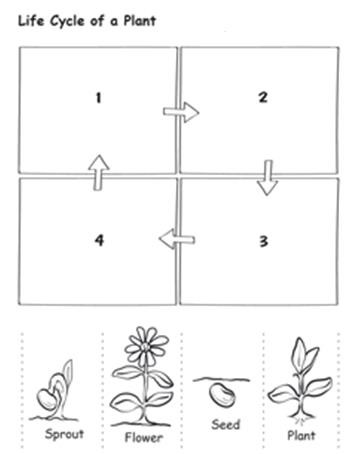 Life Cycle of a Plant
1
2
4
3
Sprout
Flower
Seed
Plant